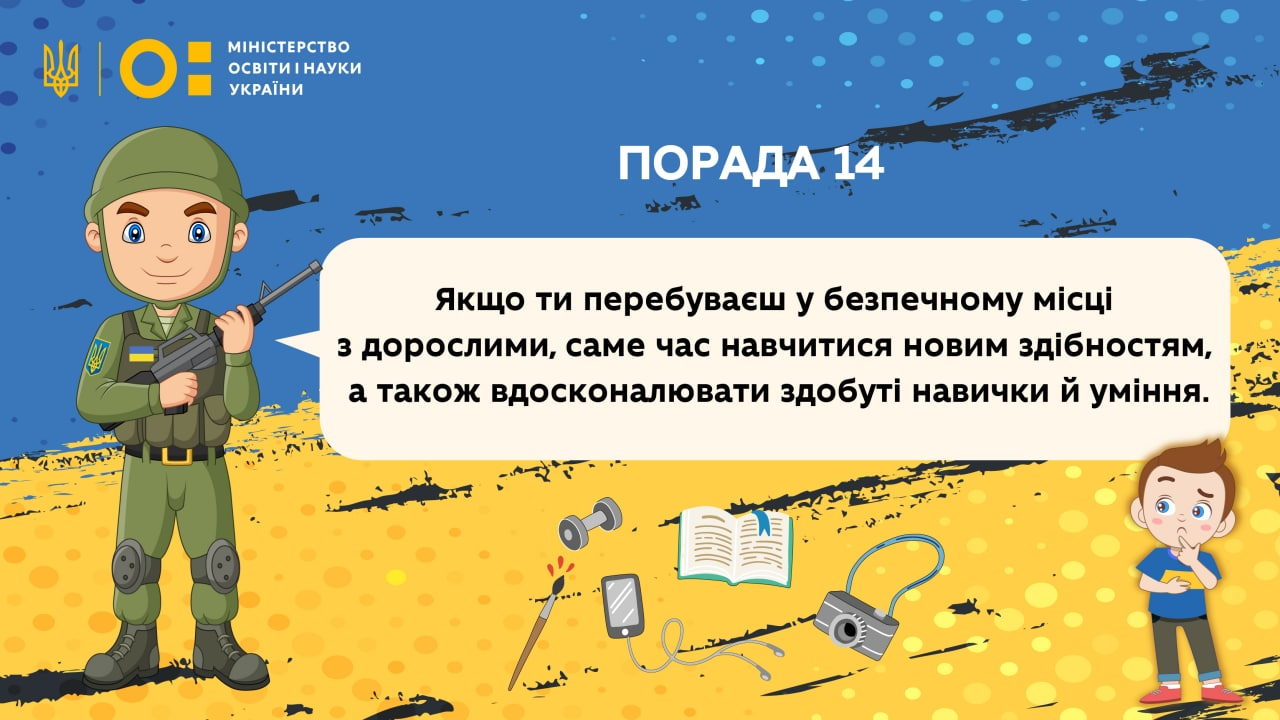 МІНІСТЕРСТВО
ОСВІТИ І НАУКИ
УКРАЇНИ
ПОРАДА 14
Якщо ти перебуваєш у безпечному місці
з дорослими, саме час навчитися новим здібностям,
а також вдосконалювати здобуті навички й уміння.